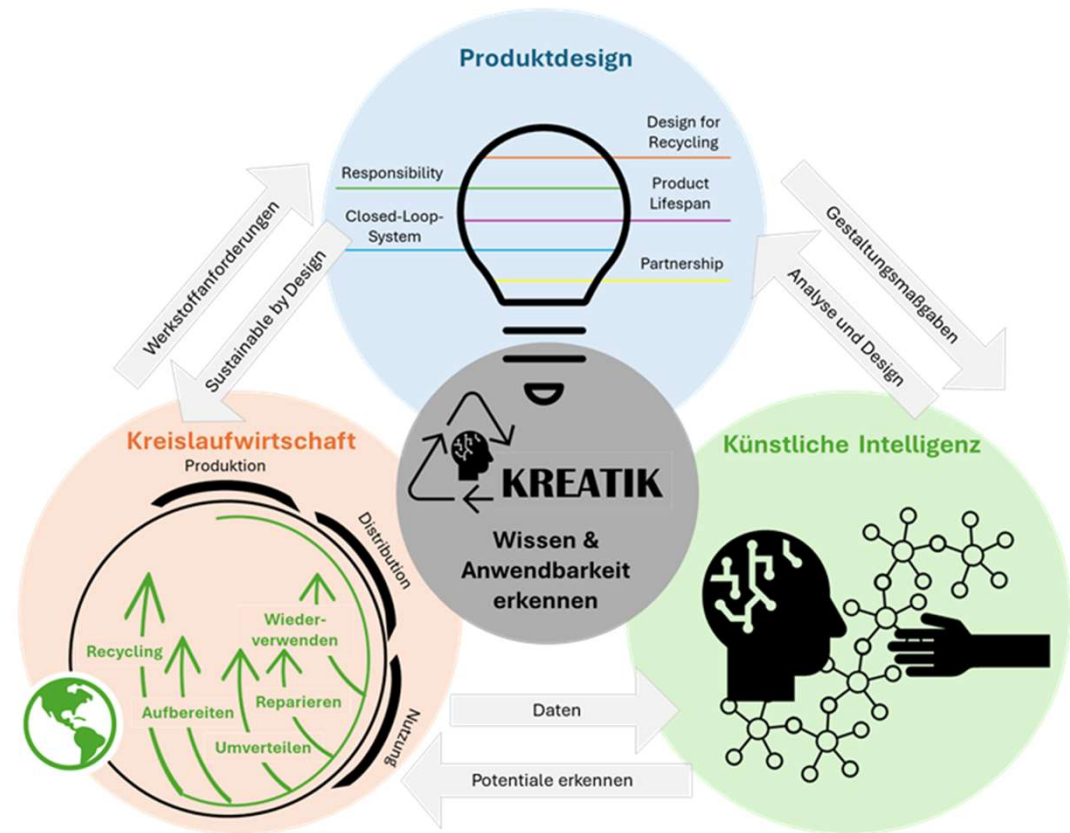 Produktdesign
Design for
Recycling
Responsibility
Product
Lifespan
Closed-Loop-
System
Partnership
Werkstoffanforderungen
Sustainable by Design
Gestaltungsmaßgaben
Analyse und Design
Kreislaufwirtschaft
Produktion
Distribution
Nutzung
Wieder-
verwenden
Recycling
Reparieren
Aufbereiten
Umverteilen
KREATIK
Wissen &
Anwendbarkeit
erkennen
Künstliche Intelligenz
Daten
Potentiale erkennen